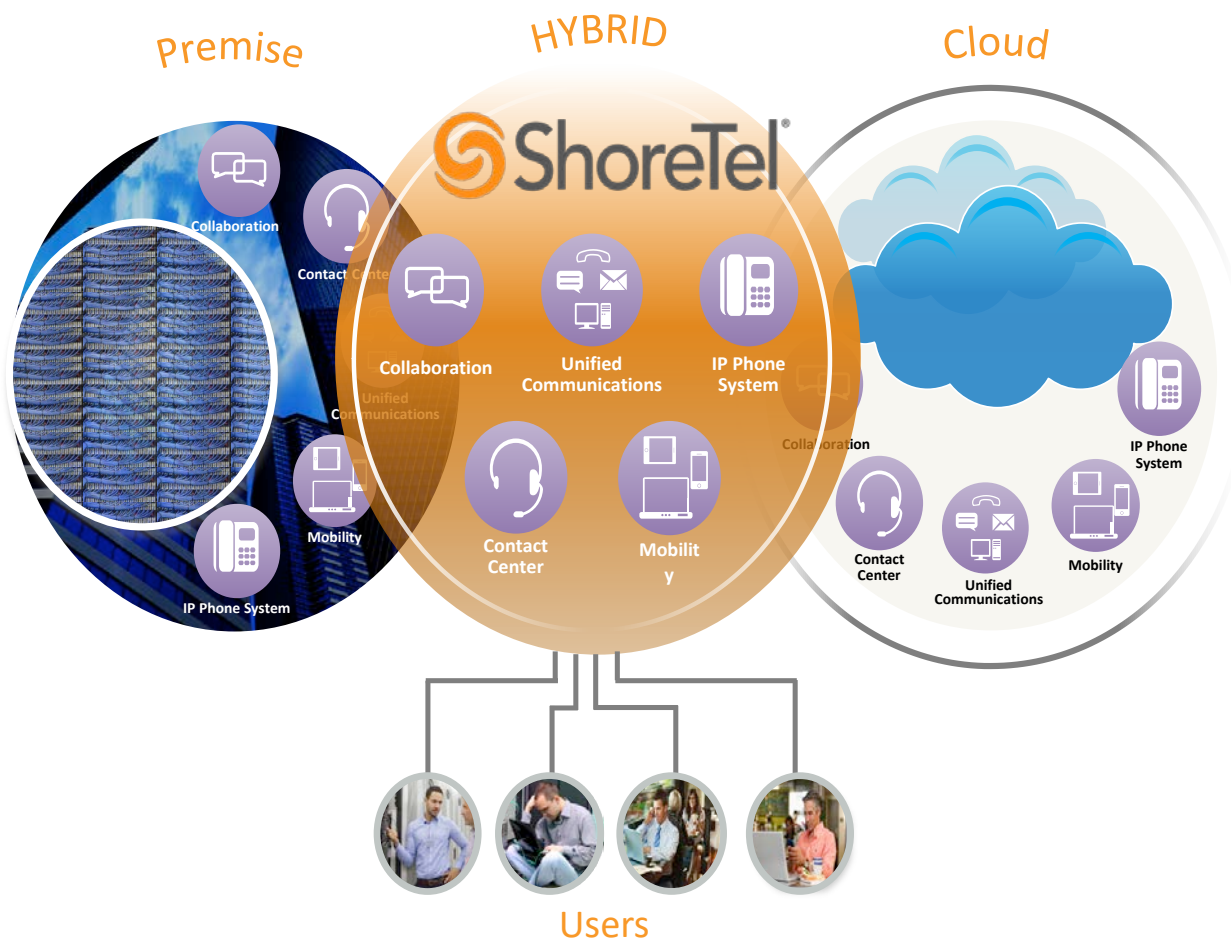 Premise
HYBRID
Cloud
ShoreTel®
Collaboration
Contact Center
Unified
Communications
Mobility
IP Phone System
Collaboration
Unified
Communications
IP Phone
System
Contact
Center
Mobilit
y
Collaboration
Contact
Center
Unified
Communications
Mobility
IP Phone
System
Users